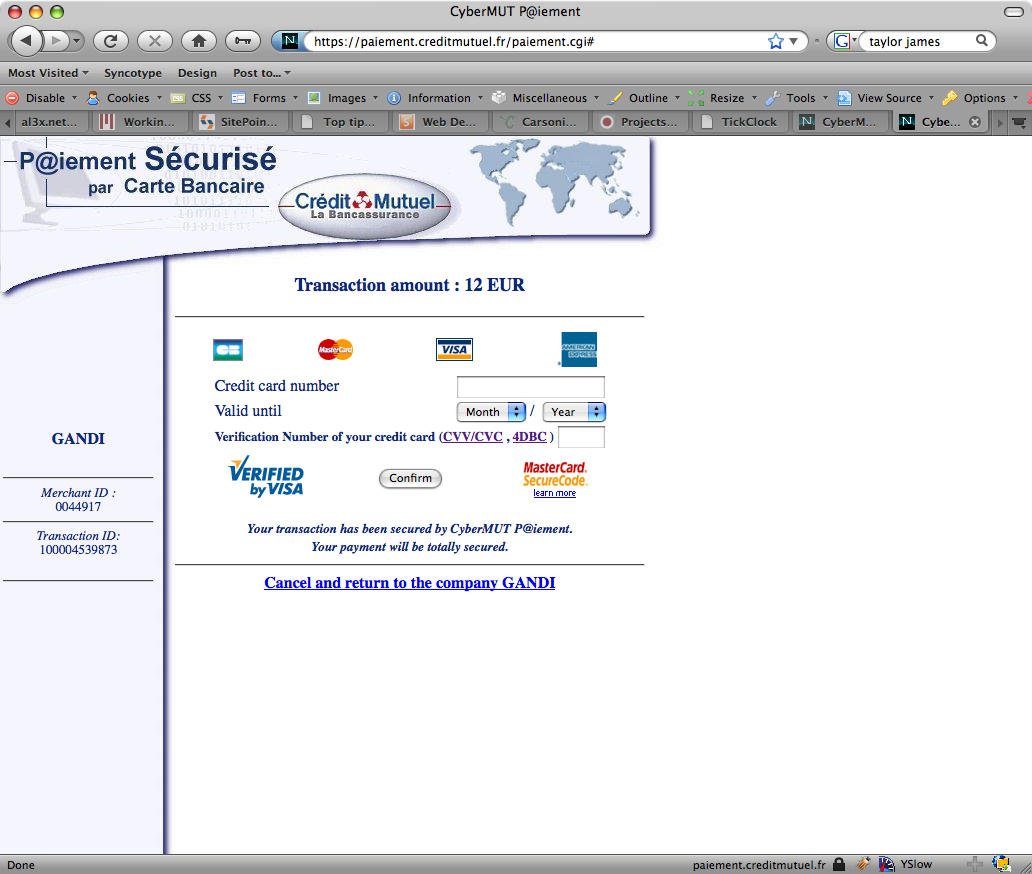 CyberMUT P@iement
https://paiement.creditmutuel.fr/paiement.cgi#
taylor james
Most Visited Syncotype Design Post to...
Disable Cookies CSS Forms Images Information Miscellaneous Outline Resize Tools View Source Options
al3x.net... Workin... SitePoin... Top tip... Web De... Carsoni... Projects... TickClock CyberM... Cybe...
P@iement Sécurisé
par Carte Bancaire
Crédit Mutuel
La Bancassurance
Transaction amount : 12 EUR
CB MasterCard VISA AMERICAN EXPRESS
Credit card number
Valid until Month / Year
Verification Number of your credit card (CVV/CVC , 4DBC )
GANDI
VERIFIED by VISA
Confirm
MasterCard.
SecureCode.
learn more
Merchant ID :
0044917
Transaction ID:
100004539873
Your transaction has been secured by CyberMUT P@iement.
Your payment will be totally secured.
Cancel and return to the company GANDI
Done paiement.creditmutuel.fr YSlow